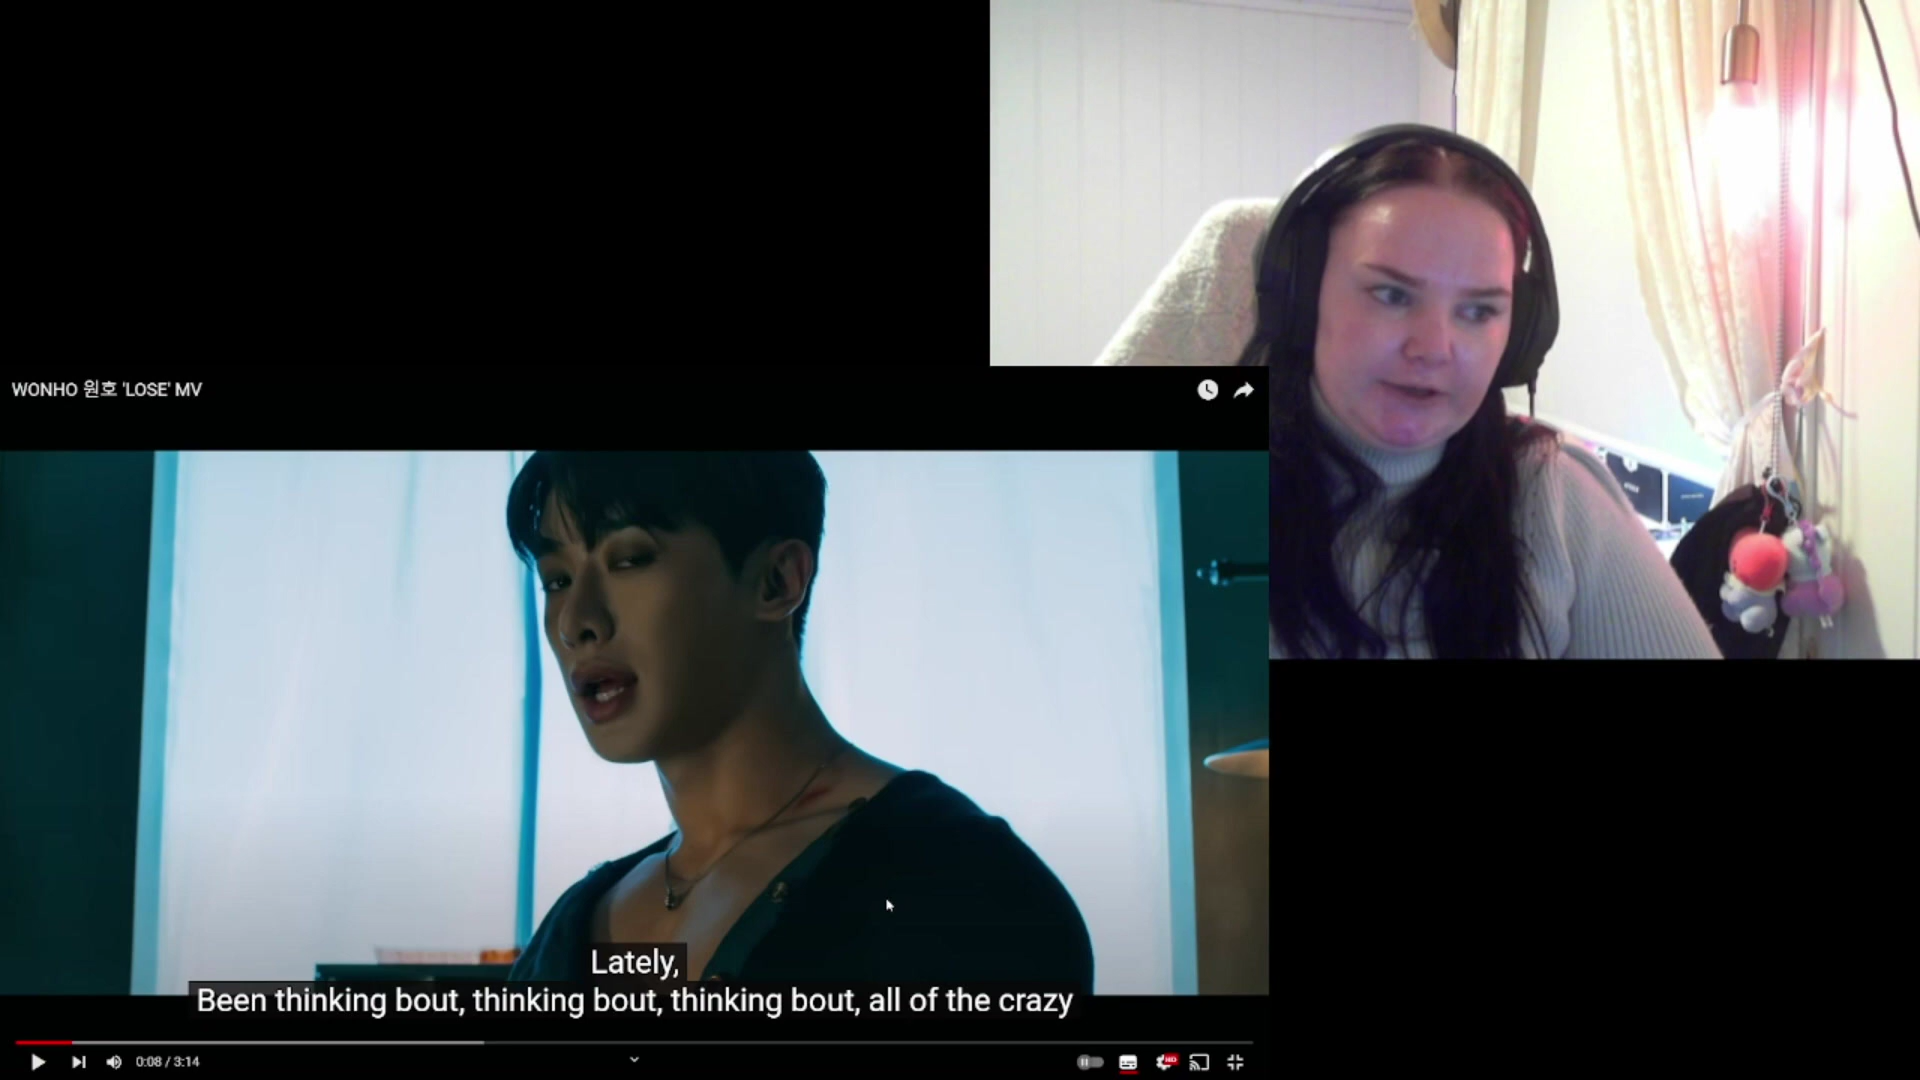 WONHO 원호 'LOSE' MV
Lately,
Been thinking bout, thinking bout, thinking bout, all of the crazy
0:08 / 3:14
HD